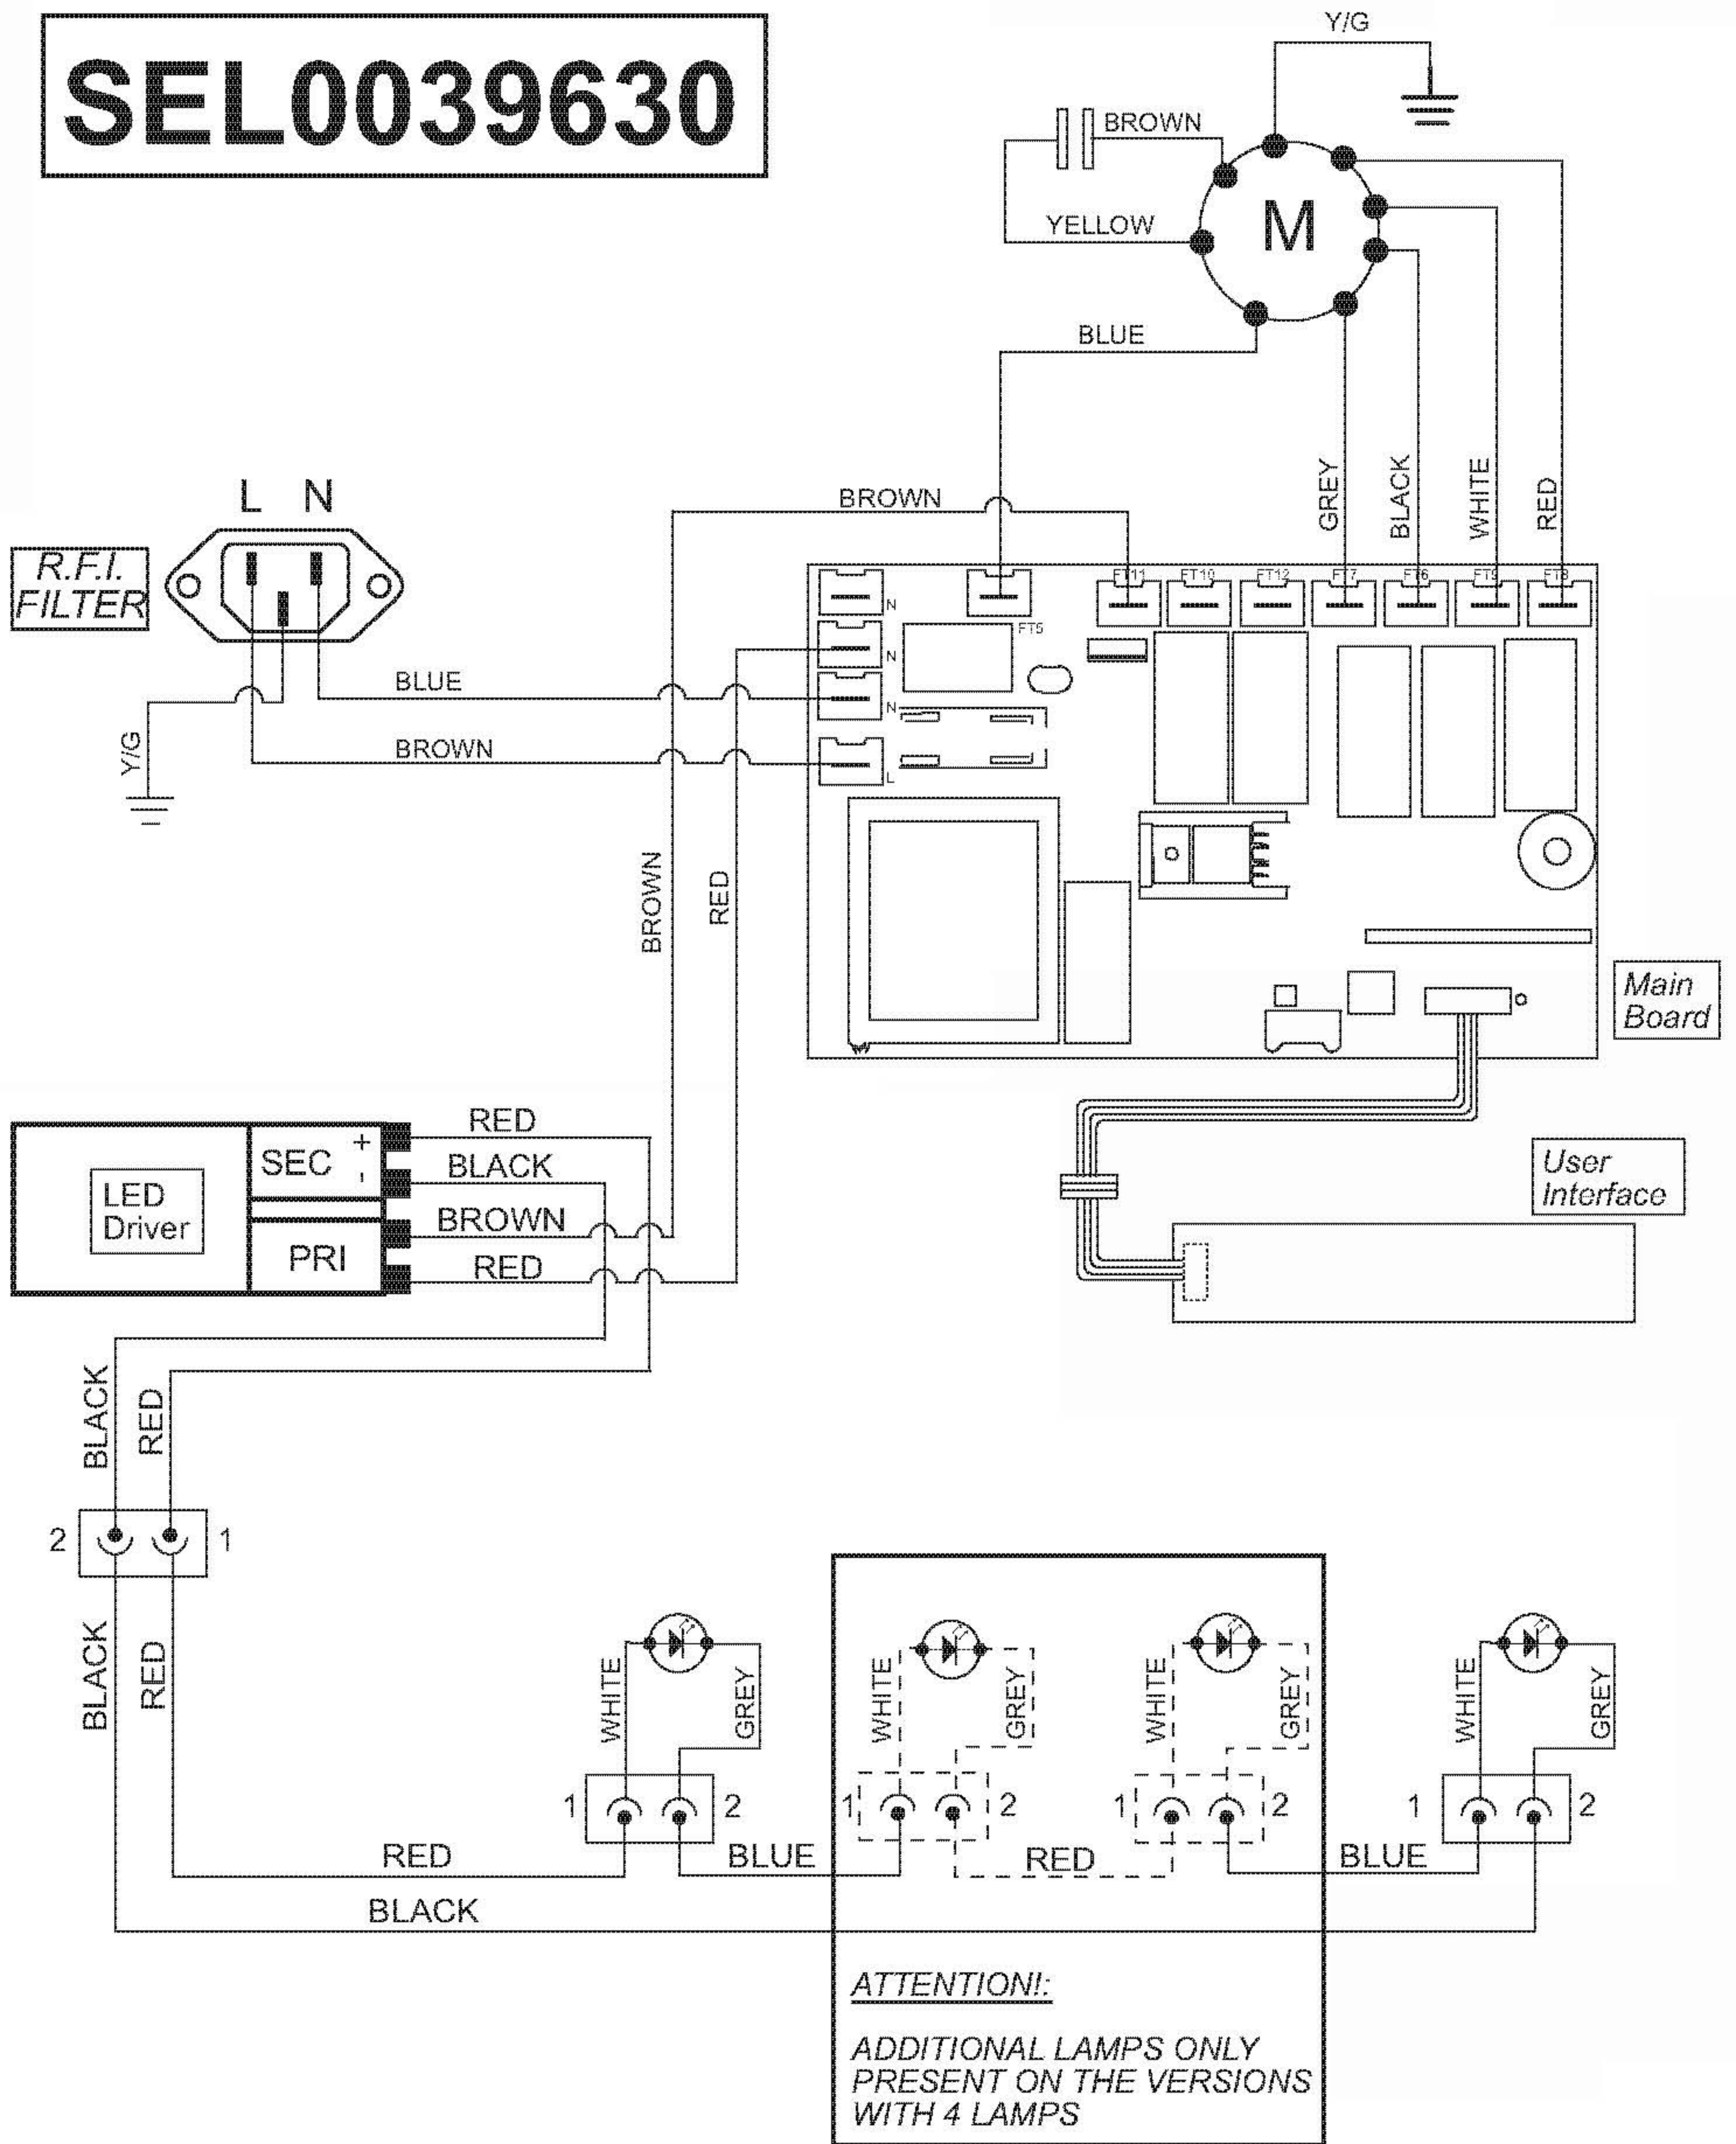 SEL0039630
Y/G
BROWN
YELLOW
M
BLUE
GREY
BLACK
WHITE
RED
L N
R.F.I.
FILTER
BROWN
BLUE
BROWN
Y/G
BROWN
RED
N
N
N
L
FT5
FT11
FT10
FT12
FT7
FT6
FT9
FT8
Main
Board
User
Interface
LED
Driver
SEC + -
PRI
RED
BLACK
BROWN
RED
BLACK
RED
2 1
BLACK
RED
WHITE
GREY
WHITE
GREY
WHITE
GREY
WHITE
GREY
1 2
1 2
1 2
1 2
RED
BLUE
RED
BLUE
BLACK
ATTENTION!:
ADDITIONAL LAMPS ONLY
PRESENT ON THE VERSIONS
WITH 4 LAMPS